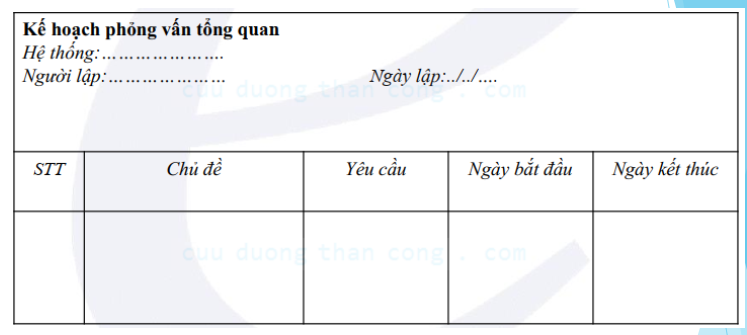 Kế hoạch phỏng vấn tổng quan
Hệ thống:………………….
Người lập:………………… Ngày lập:../../….
cuu duong than cong . com
STT Chủ đề Yêu cầu Ngày bắt đầu Ngày kết thúc
cuu duong than cong . com